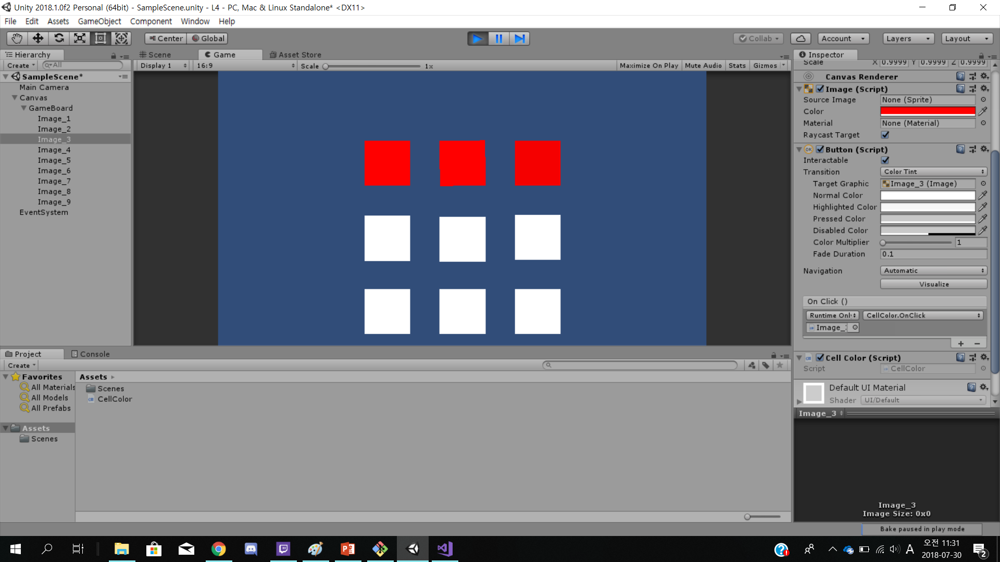 Unity 2018.1.0f2 Personal (64bit) - SampleScene.unity - L4 - PC, Mac & Linux Standalone* <DX11>
File Edit Assets GameObject Component Window Help
Center Global Collab Account Layers Layout
Hierarchy
Create All
SampleScene*
Main Camera
Canvas
GameBoard
Image_1
Image_2
Image_3
Image_4
Image_5
Image_6
Image_7
Image_8
Image_9
EventSystem
Scene Game Asset Store
Display 1 16:9 Scale 1x Maximize On Play Mute Audio Stats Gizmos
Inspector
Scale X 0.9999 Y 0.9999 Z 0.9999
Canvas Renderer
Image (Script)
Source Image None (Sprite)
Color
Material None (Material)
Raycast Target
OK Button (Script)
Interactable
Transition Color Tint
Target Graphic Image_3 (Image)
Normal Color
Highlighted Color
Pressed Color
Disabled Color
Color Multiplier 1
Fade Duration 0.1
Navigation Automatic
Visualize
On Click ()
Runtime Only CellColor.OnClick
Image_
+ −
C# Cell Color (Script)
Script CellColor
Default UI Material
Shader UI/Default
Image_3
Image_3
Image Size: 0x0
Bake paused in play mode
Project Console
Create
Favorites
All Materials
All Models
All Prefabs
Assets
Scenes
Assets
Scenes
C# CellColor
A 오전 11:31
2018-07-30
2